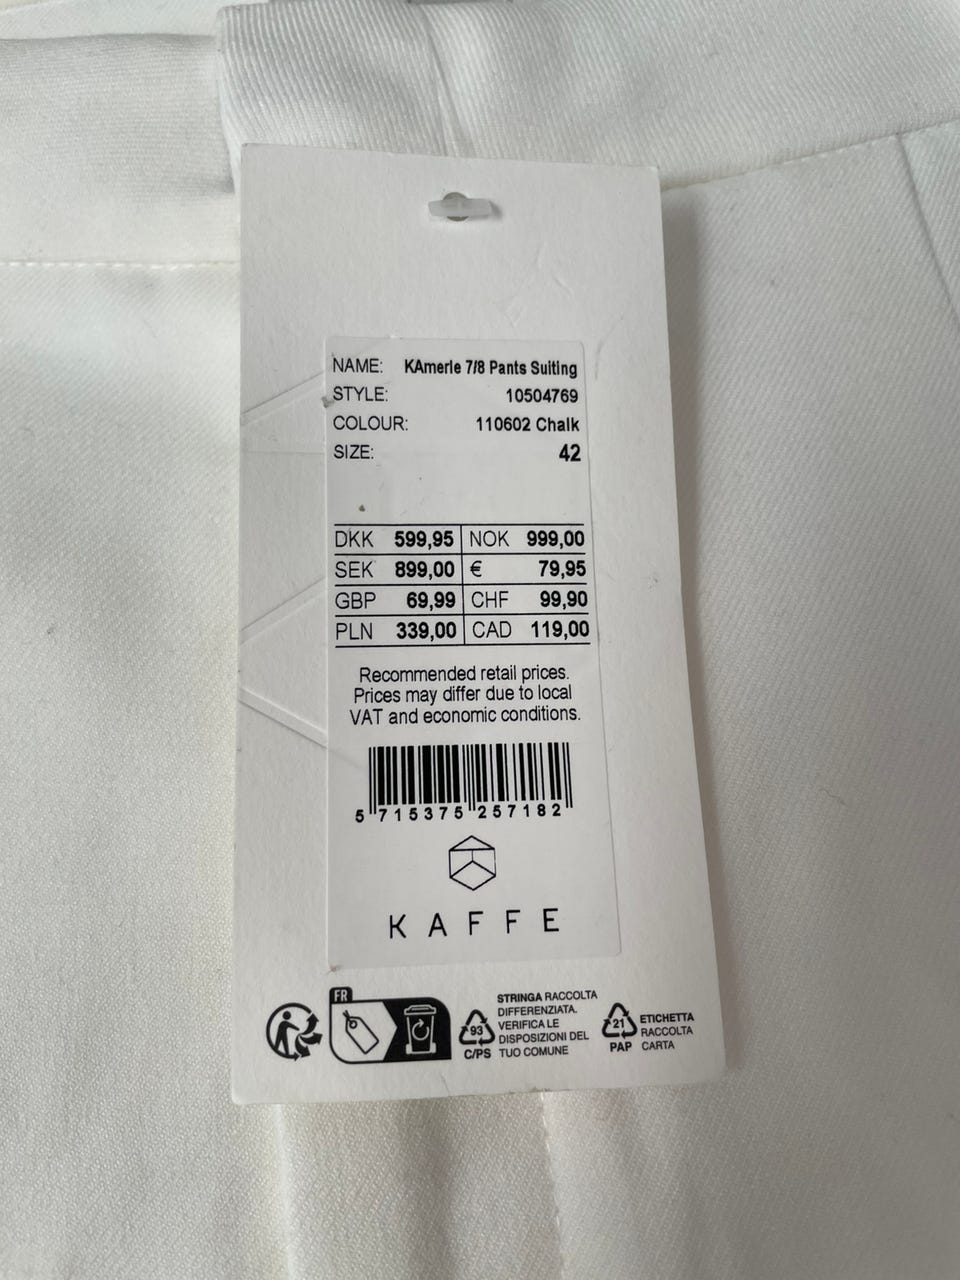 NAME: KAmerle 7/8 Pants Suiting
STYLE: 10504769
COLOUR: 110602 Chalk
SIZE: 42
DKK 599,95 NOK 999,00
SEK 899,00 € 79,95
GBP 69,99 CHF 99,90
PLN 339,00 CAD 119,00
Recommended retail prices.
Prices may differ due to local
VAT and economic conditions.
5 715375 257182
KAFFE
FR
93
C/PS
STRINGA RACCOLTA
DIFFERENZIATA.
VERIFICA LE
DISPOSIZIONI DEL
TUO COMUNE
21
PAP
ETICHETTA
RACCOLTA
CARTA